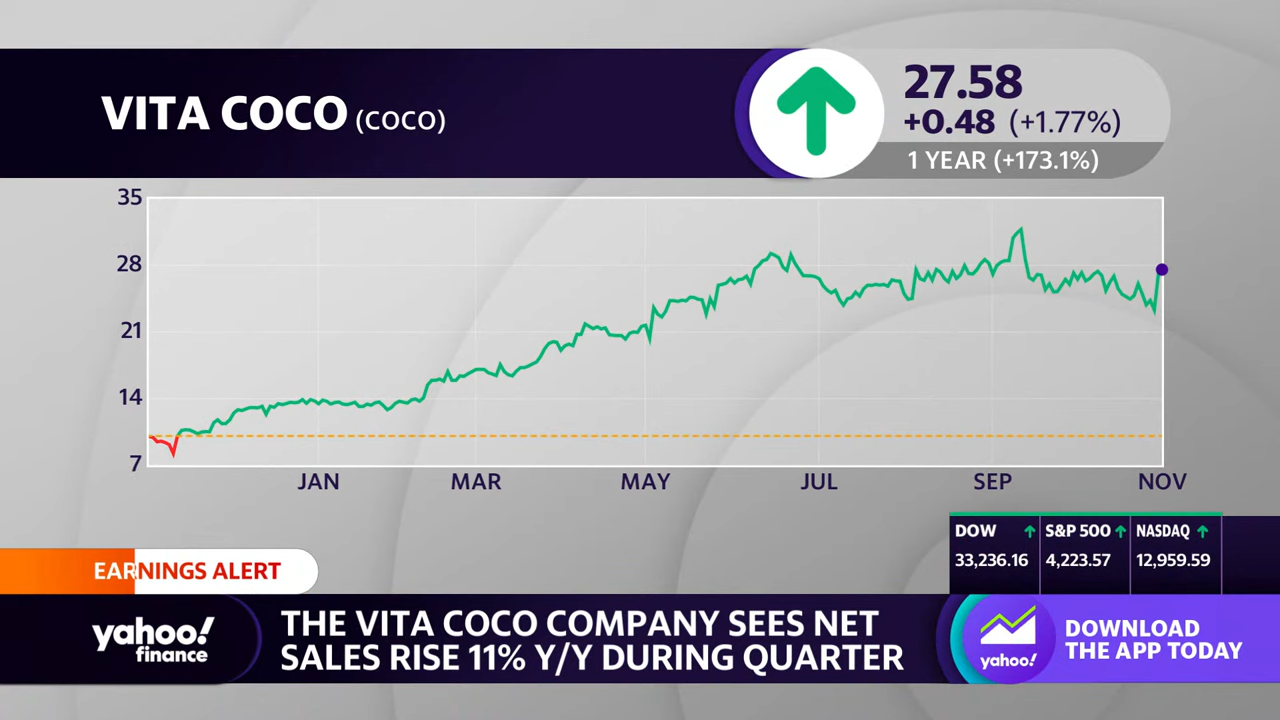 VITA COCO (COCO)
27.58
+0.48 (+1.77%)
1 YEAR (+173.1%)
35
28
21
14
7
JAN MAR MAY JUL SEP NOV
DOW S&P 500 NASDAQ
33,236.16 4,223.57 12,959.59
EARNINGS ALERT
yahoo!
finance
THE VITA COCO COMPANY SEES NET
SALES RISE 11% Y/Y DURING QUARTER
yahoo!
DOWNLOAD
THE APP TODAY